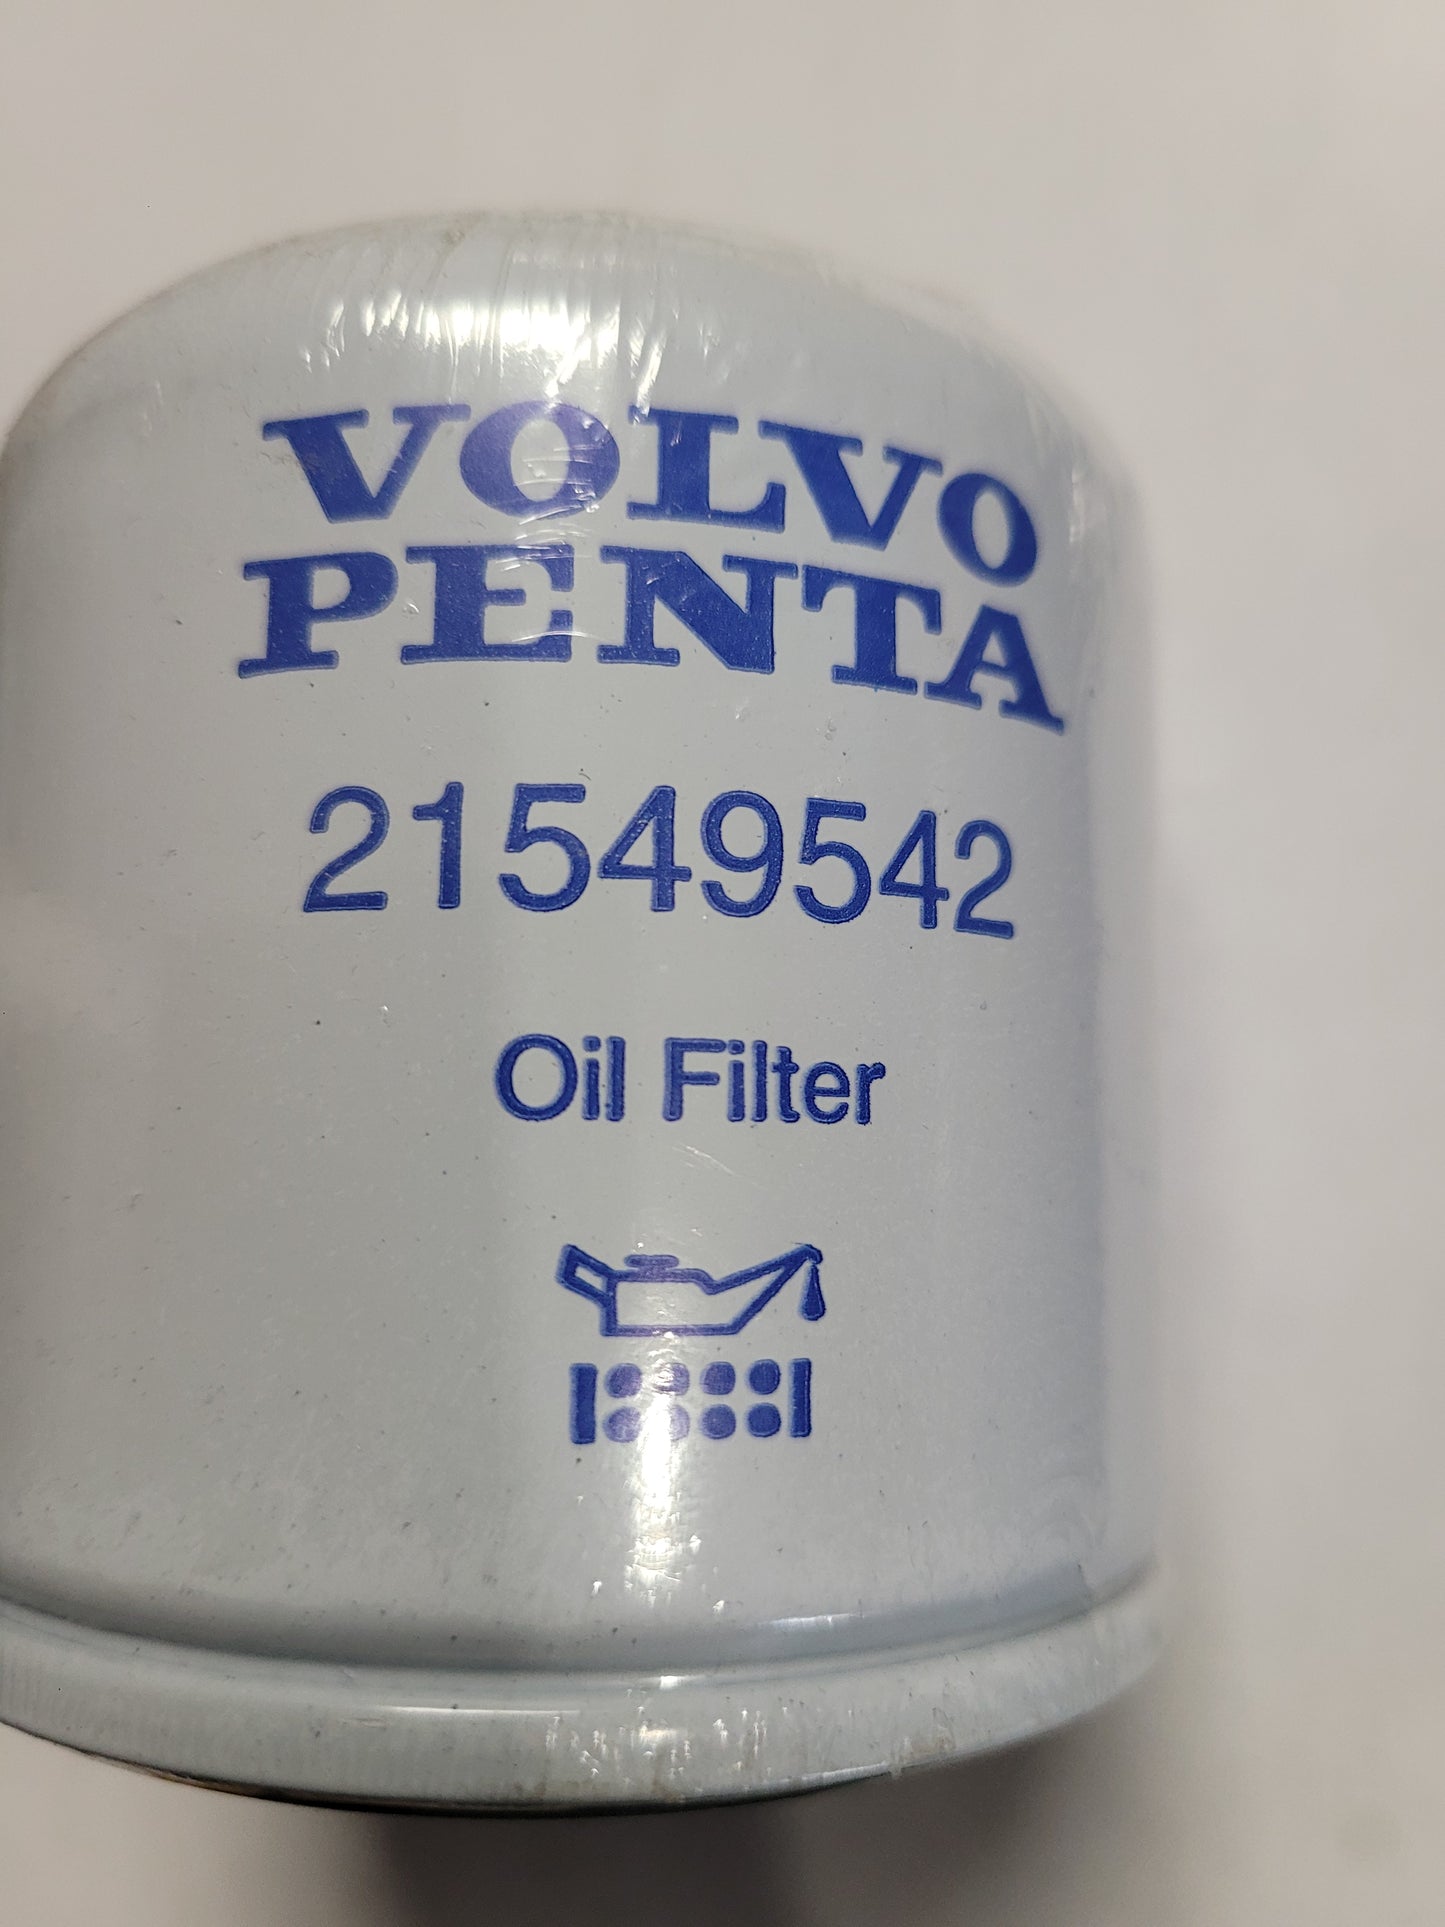 VOLVO
PENTA
21549542
Oil Filter